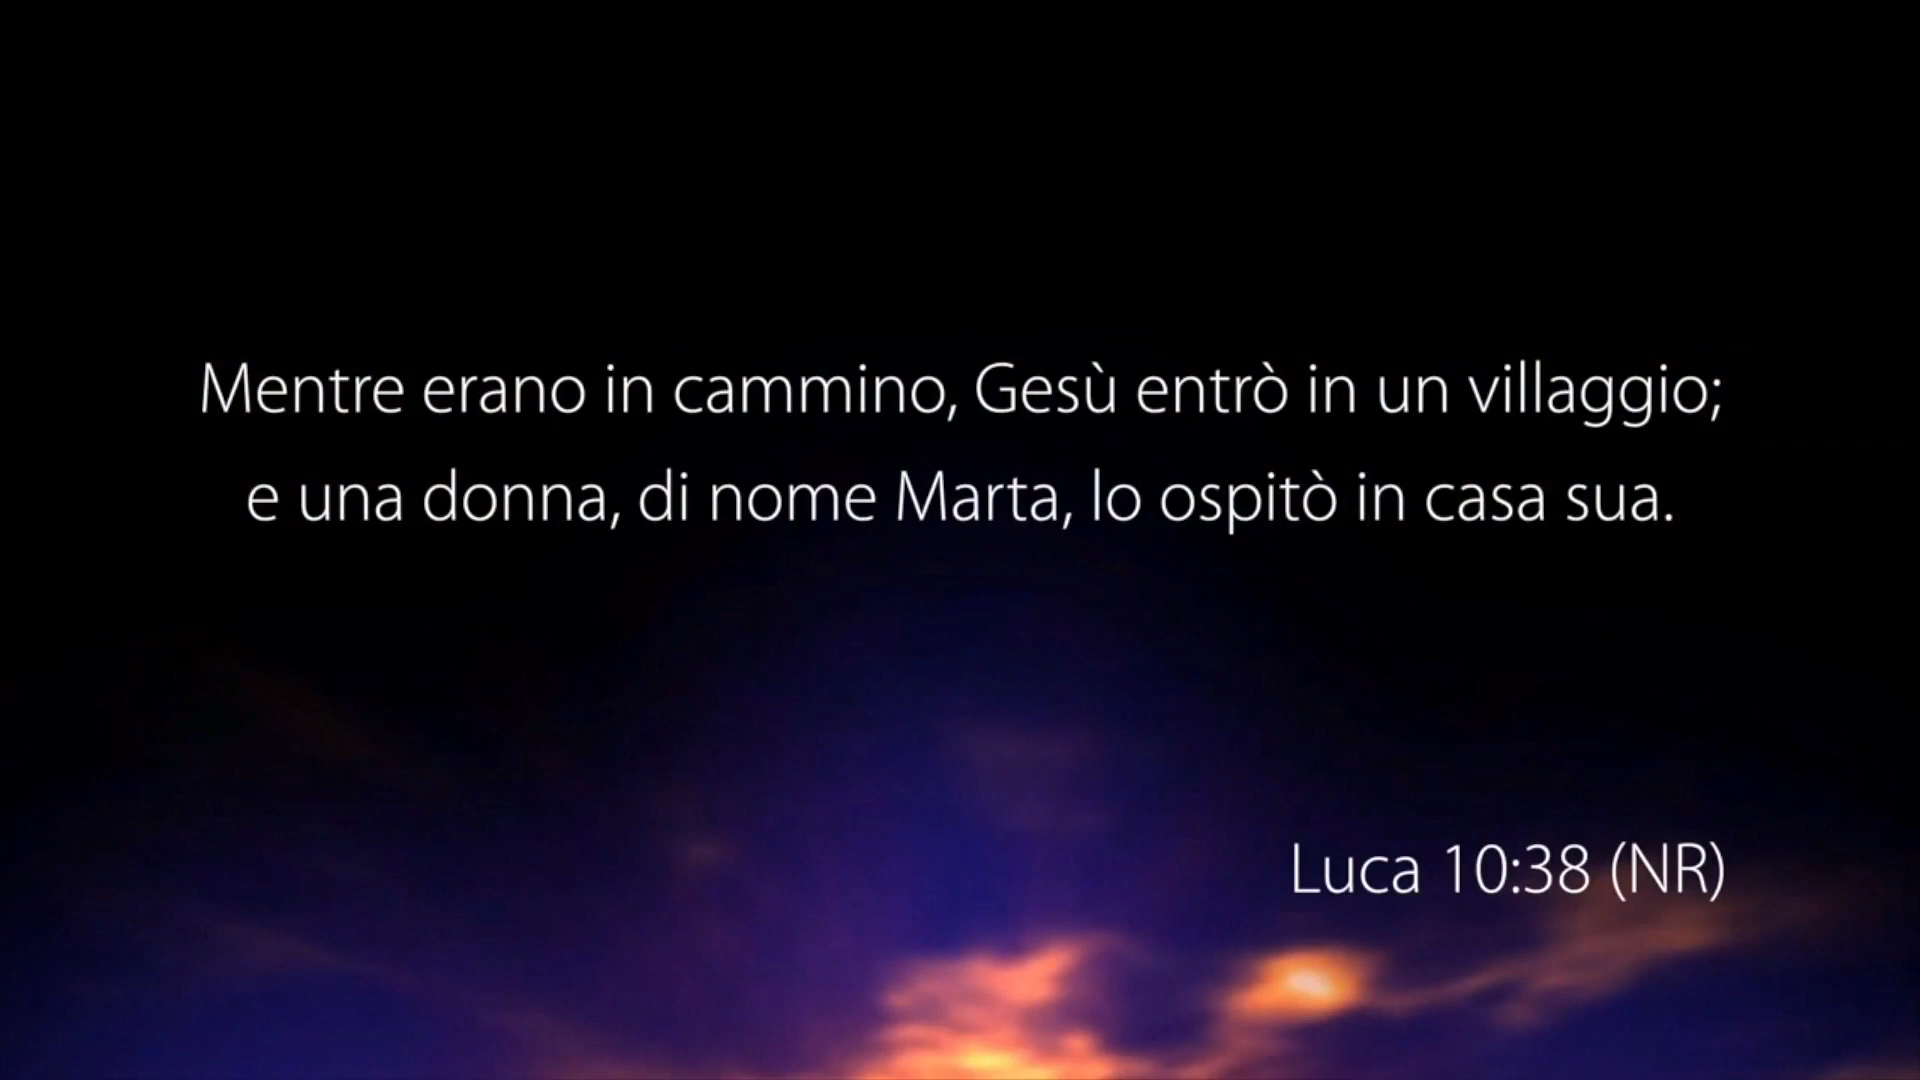 Mentre erano in cammino, Gesù entrò in un villaggio;
e una donna, di nome Marta, lo ospitò in casa sua.
Luca 10:38 (NR)